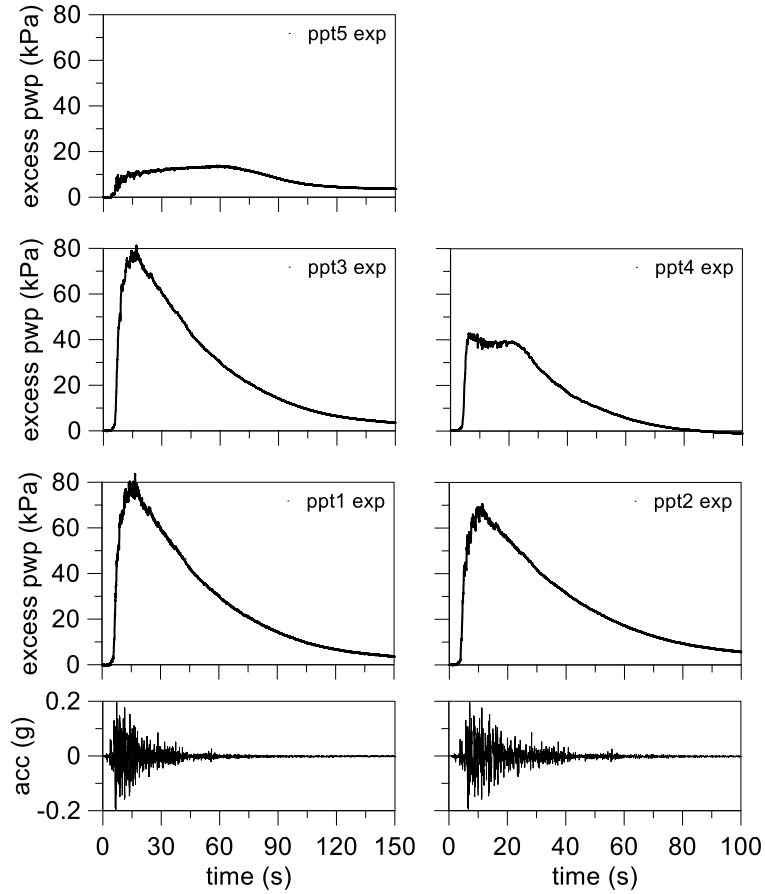 80
60
40
20
0
excess pwp (kPa)
ppt5 exp
80
60
40
20
0
excess pwp (kPa)
ppt3 exp
ppt4 exp
80
60
40
20
0
excess pwp (kPa)
ppt1 exp
ppt2 exp
0.2
0
-0.2
acc (g)
0 30 60 90 120 150
time (s)
0 20 40 60 80 100
time (s)